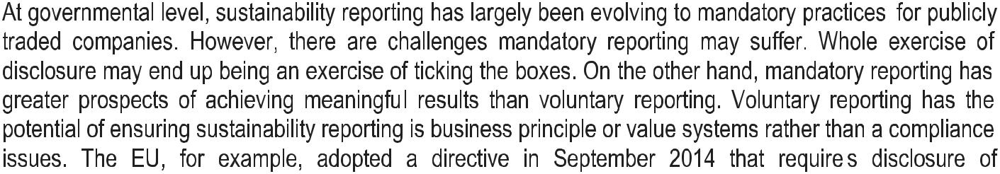 At governmental level, sustainability reporting has largely been evolving to mandatory practices for publicly
traded companies. However, there are challenges mandatory reporting may suffer. Whole exercise of
disclosure may end up being an exercise of ticking the boxes. On the other hand, mandatory reporting has
greater prospects of achieving meaningful results than voluntary reporting. Voluntary reporting has the
potential of ensuring sustainability reporting is business principle or value systems rather than a compliance
issues. The EU, for example, adopted a directive in September 2014 that requires disclosure of